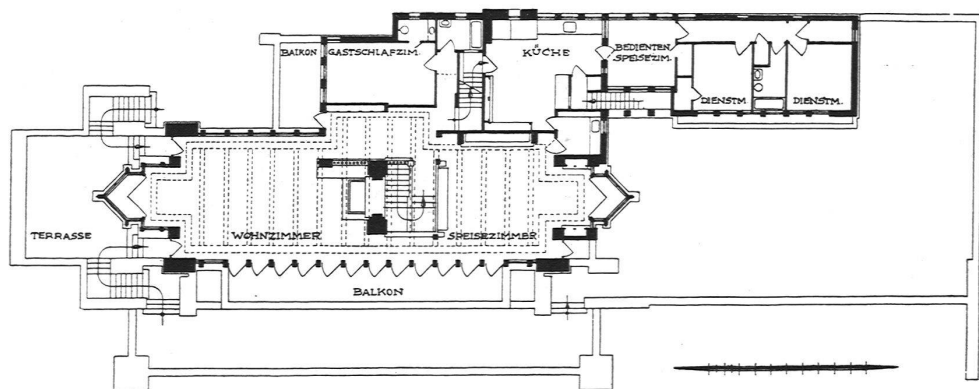 BALKON
GASTSCHLAFZIM.
KÜCHE
BEDIENTEN
SPEISEZIM.
DIENSTM.
DIENSTM.
TERRASSE
WOHNZIMMER
SPEISEZIMMER
BALKON